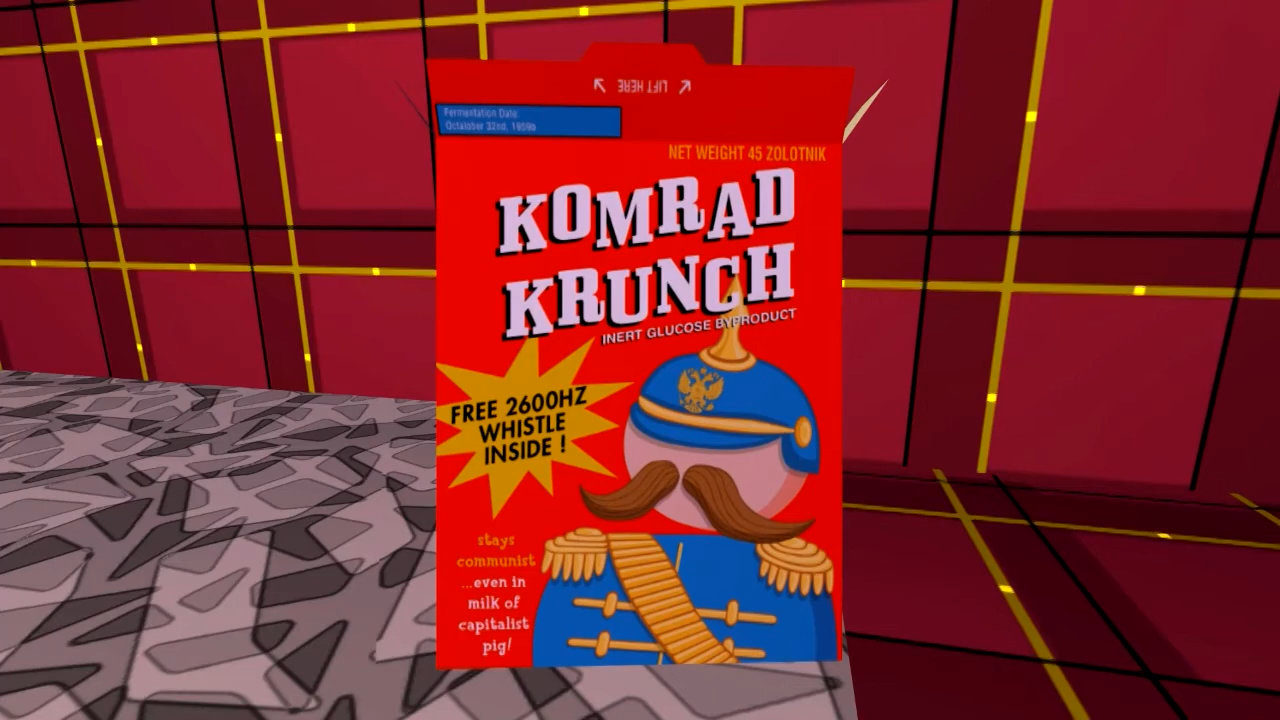 LIFT HERE
Fermentation Date:
Octalober 32nd, 1959b
NET WEIGHT 45 ZOLOTNIK
KOMRAD
KRUNCH
INERT GLUCOSE BYPRODUCT
FREE 2600HZ
WHISTLE
INSIDE !
stays
communist
...even in
milk of
capitalist
pig!